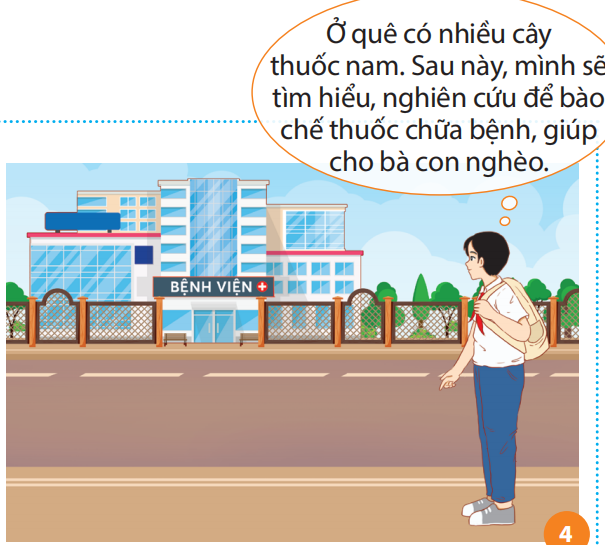 Ở quê có nhiều cây
thuốc nam. Sau này, mình sẽ
tìm hiểu, nghiên cứu để bào
chế thuốc chữa bệnh, giúp
cho bà con nghèo.
BỆNH VIỆN
4